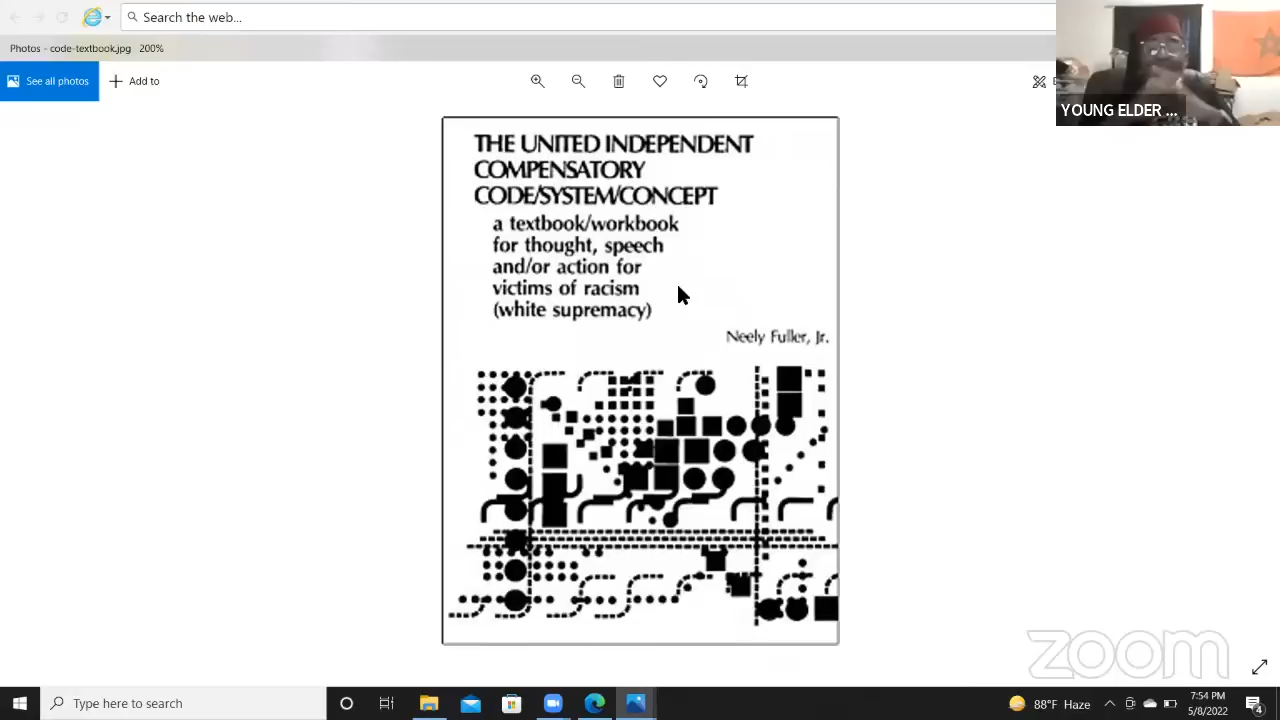 Search the web...
Photos - code-textbook.jpg 200%
See all photos
Add to
YOUNG ELDER ...
THE UNITED INDEPENDENT
COMPENSATORY
CODE/SYSTEM/CONCEPT
a textbook/workbook
for thought, speech
and/or action for
victims of racism
(white supremacy)
Neely Fuller, Jr.
zoom
Type here to search
88°F Haze
7:54 PM
5/8/2022
4